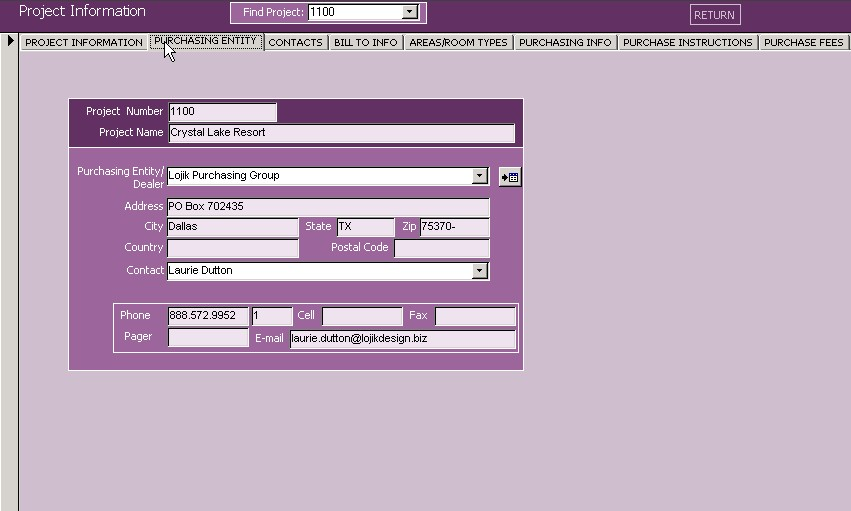 Project Information
Find Project: 1100
RETURN
PROJECT INFORMATION PURCHASING ENTITY CONTACTS BILL TO INFO AREAS/ROOM TYPES PURCHASING INFO PURCHASE INSTRUCTIONS PURCHASE FEES
Project Number 1100
Project Name Crystal Lake Resort
Purchasing Entity/ Lojik Purchasing Group
Dealer
Address PO Box 702435
City Dallas State TX Zip 75370-
Country Postal Code
Contact Laurie Dutton
Phone 888.572.9952 1 Cell Fax
Pager E-mail laurie.dutton@lojikdesign.biz